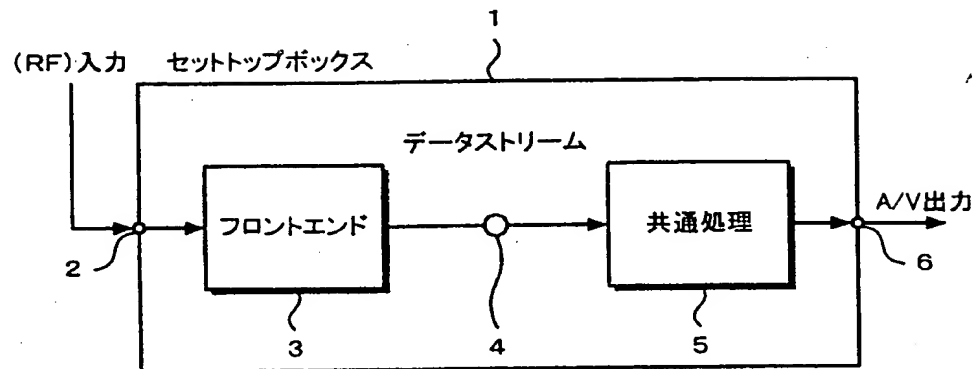 1
(RF)入力
セットトップボックス
データストリーム
フロントエンド
共通処理
A/V出力
2
3
4
5
6